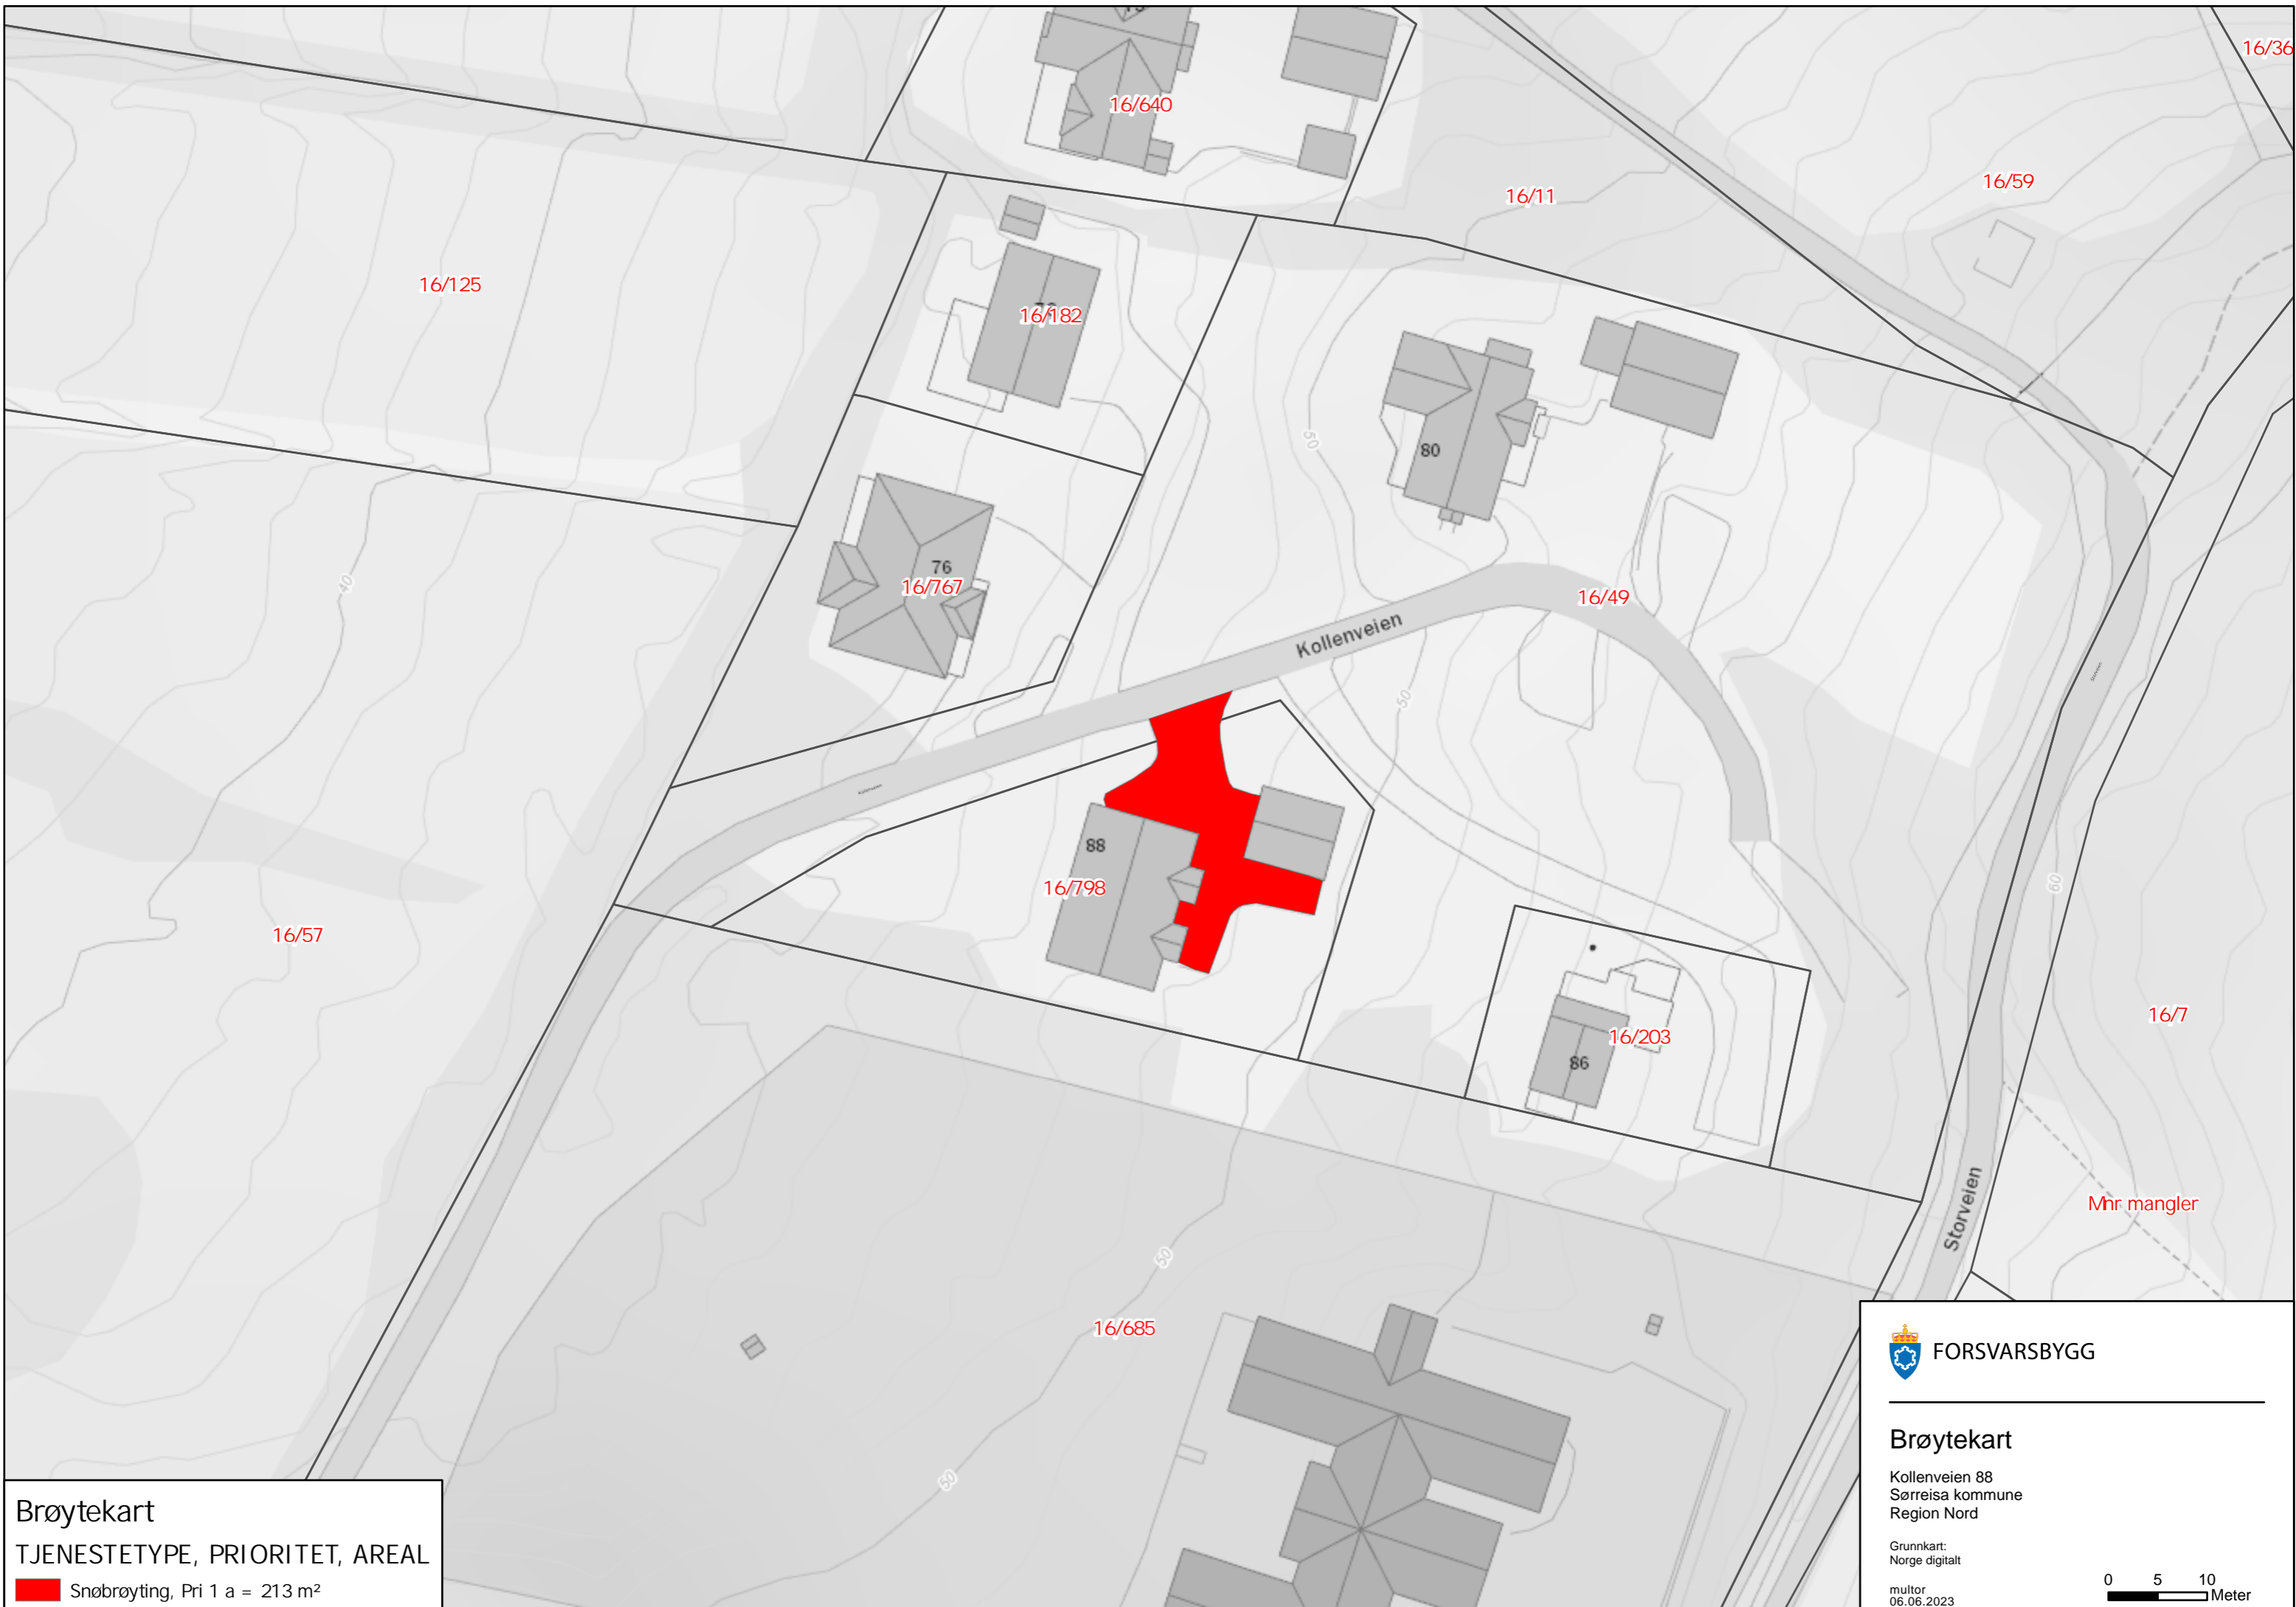 16/36
16/640
16/59
16/11
16/125
16/182
50
80
76
16/767
40
16/49
Kollenveien
50
88
16/798
60
16/57
16/7
16/203
86
Mnr mangler
Storveien
50
16/685
50
FORSVARSBYGG
Brøytekart
Kollenveien 88
Sørreisa kommune
Region Nord
Grunnkart:
Norge digitalt
multor
06.06.2023
0 5 10
Meter
Brøytekart
TJENESTETYPE, PRIORITET, AREAL
Snøbrøyting, Pri 1 a = 213 m²